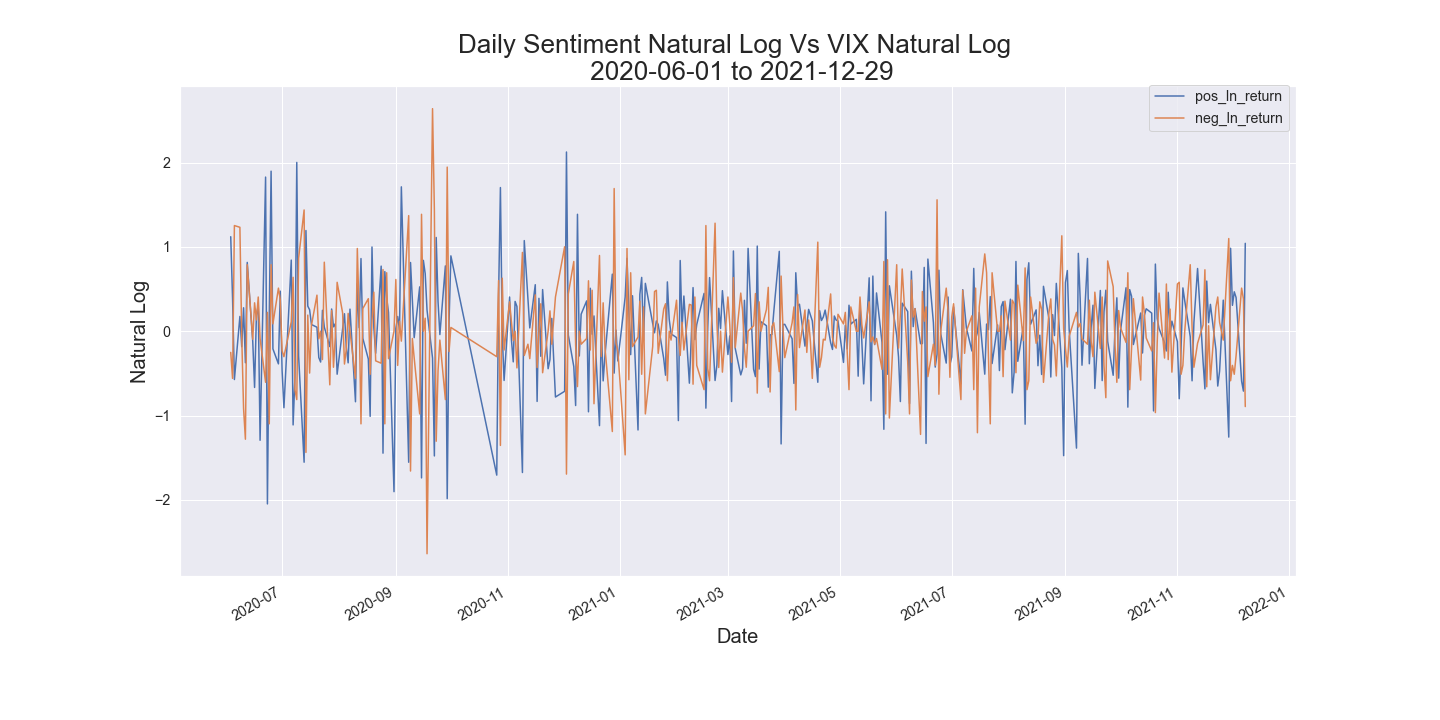 Daily Sentiment Natural Log Vs VIX Natural Log
2020-06-01 to 2021-12-29
pos_ln_return
neg_ln_return
2
1
0
−1
−2
Natural Log
2020-07
2020-09
2020-11
2021-01
2021-03
2021-05
2021-07
2021-09
2021-11
2022-01
Date